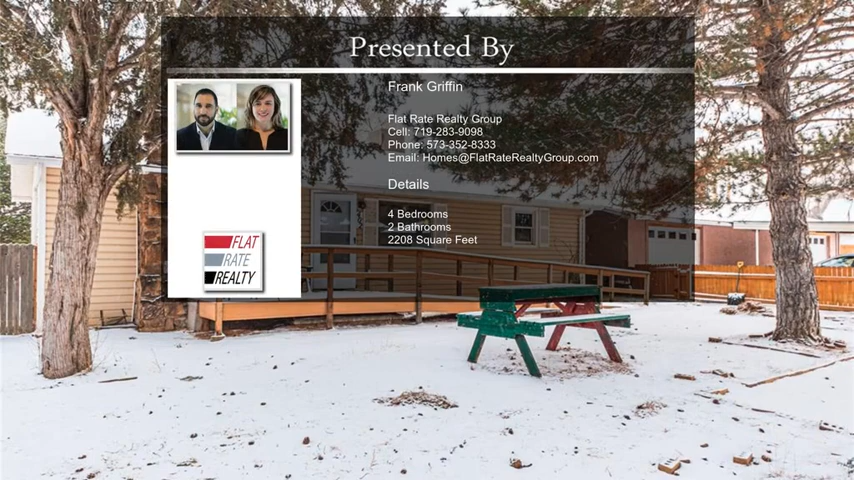 Presented By
Frank Griffin
Flat Rate Realty Group
Cell: 719-283-9098
Phone: 573-352-8333
Email: Homes@FlatRateRealtyGroup.com
Details
4 Bedrooms
2 Bathrooms
2208 Square Feet
FLAT
RATE
REALTY